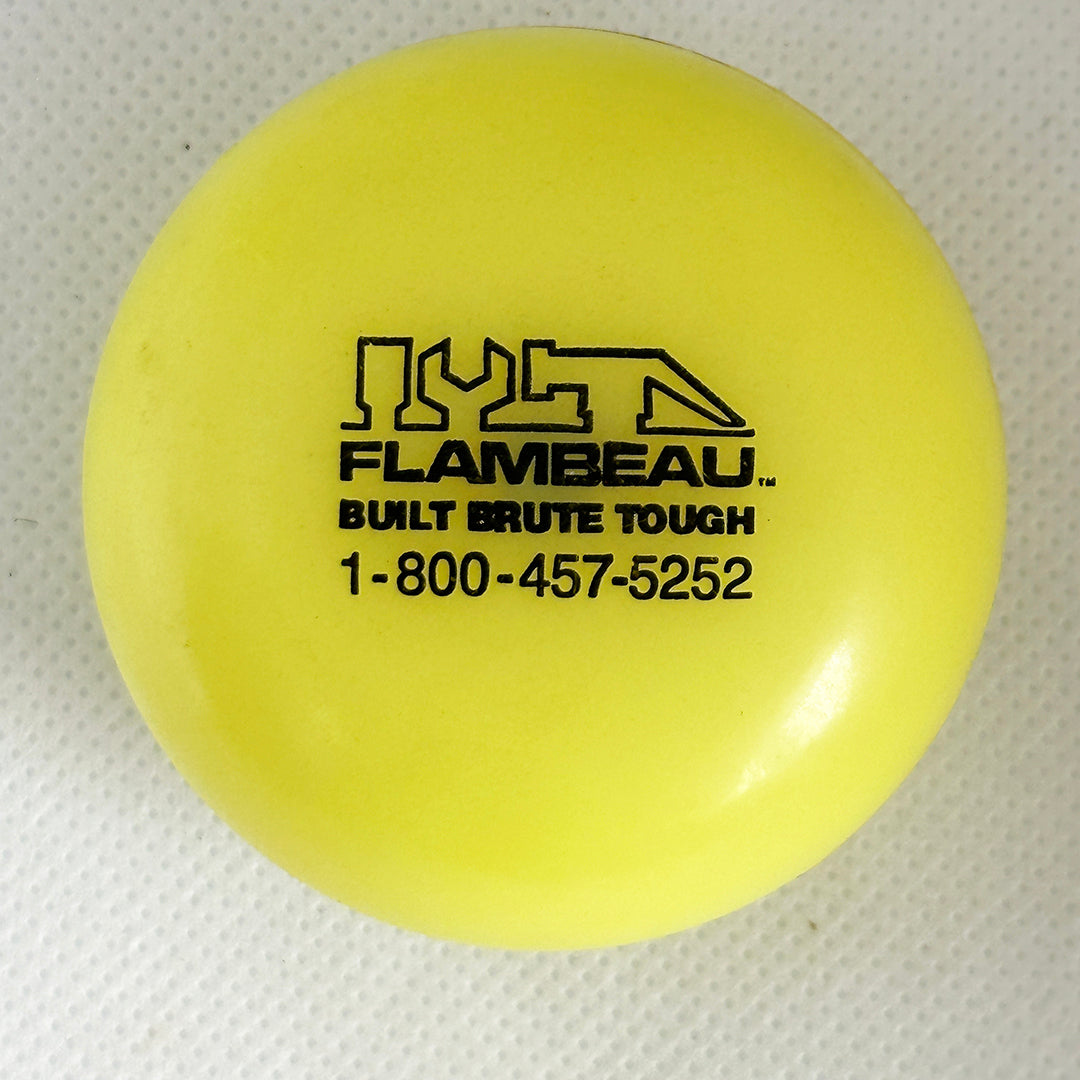 FLAMBEAU™
BUILT BRUTE TOUGH
1-800-457-5252